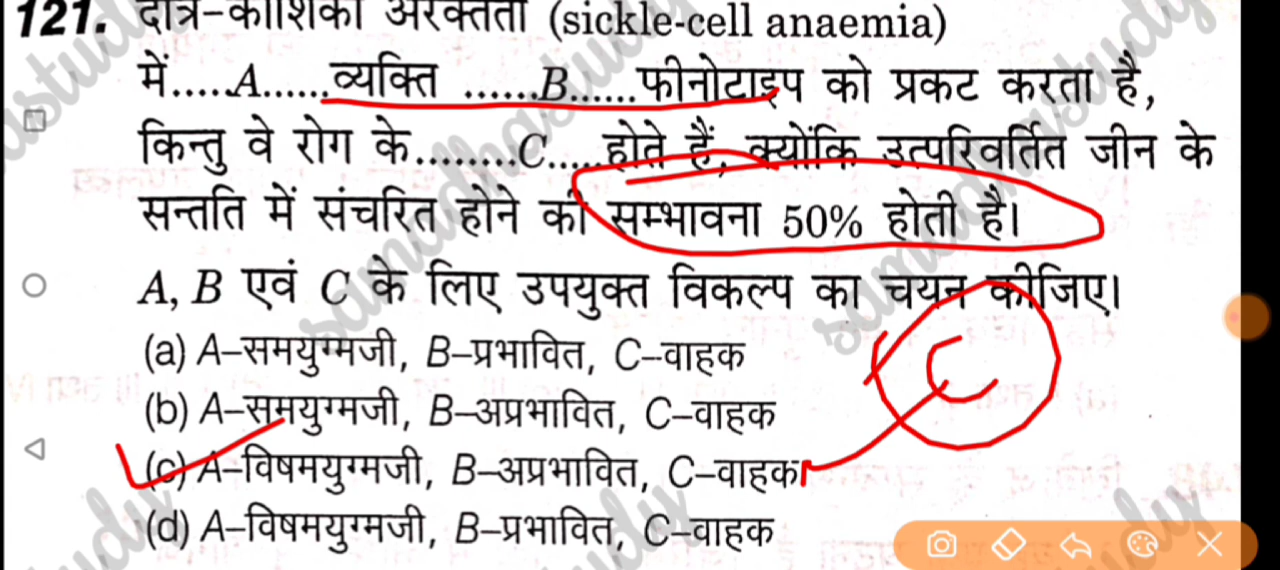 121. दात्र-कोशिका अरक्तता (sickle-cell anaemia)
में.....A......व्यक्ति ......B......फीनोटाइप को प्रकट करता है,
किन्तु वे रोग के........C.....होते हैं, क्योंकि उत्परिवर्तित जीन के
सन्तति में संचरित होने की सम्भावना 50% होती है।
A, B एवं C के लिए उपयुक्त विकल्प का चयन कीजिए।
C
(a) A–समयुग्मजी, B–प्रभावित, C–वाहक
(b) A–समयुग्मजी, B–अप्रभावित, C–वाहक
(c) A–विषमयुग्मजी, B–अप्रभावित, C–वाहक
(d) A–विषमयुग्मजी, B–प्रभावित, C–वाहक